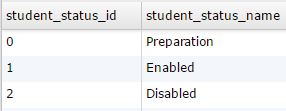 student_status_id student_status_name
0 Preparation
1 Enabled
2 Disabled